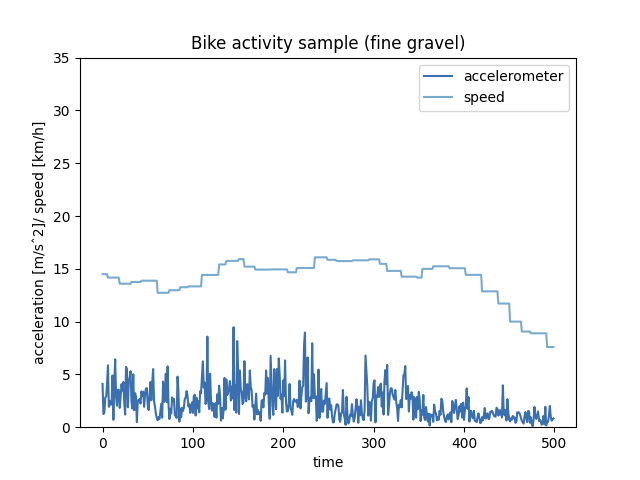 Bike activity sample (fine gravel)
accelerometer
speed
35
30
25
20
15
10
5
0
acceleration [m/s^2]/ speed [km/h]
0 100 200 300 400 500
time